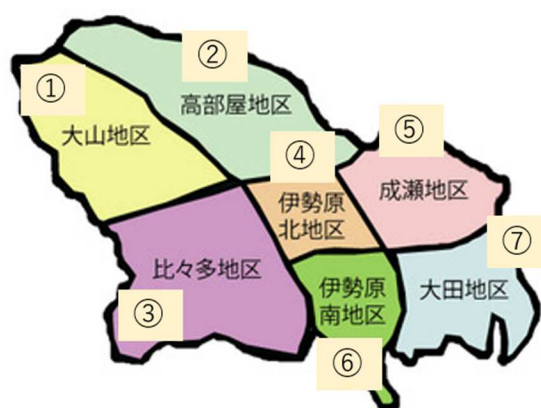 ②
①
高部屋地区
大山地区
⑤
④
成瀬地区
伊勢原
北地区
⑦
比々多地区
伊勢原
南地区
大田地区
③
⑥